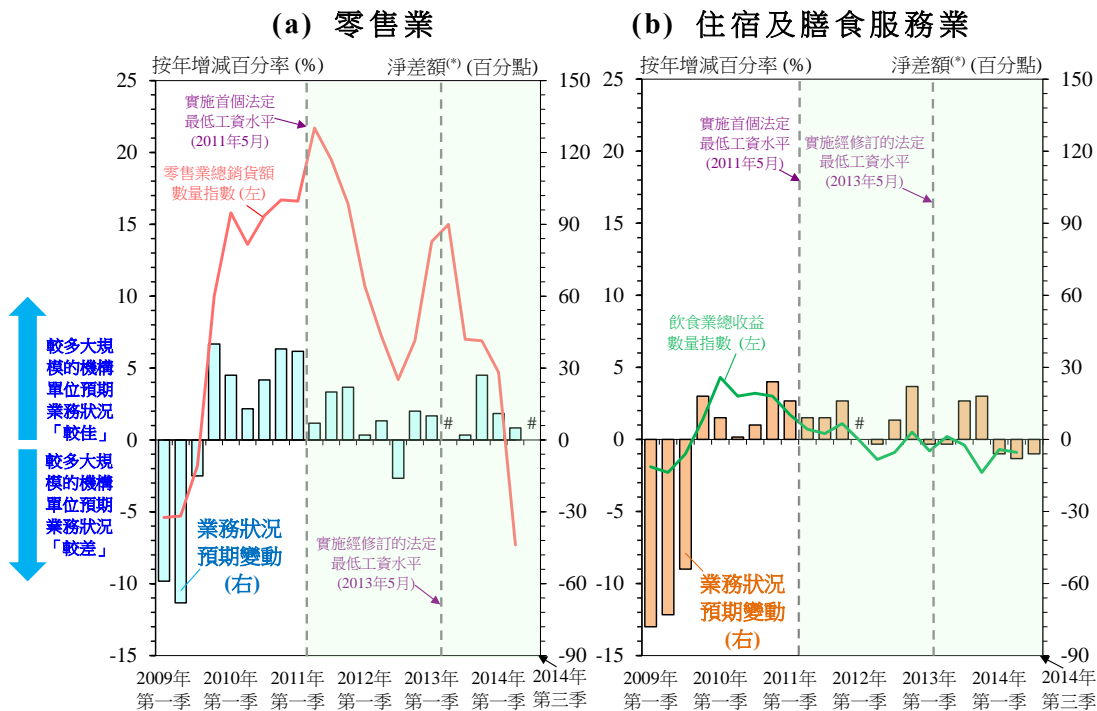 (a) 零售業
按年增減百分率 (%)
淨差額(*) (百分點)
25
20
15
10
5
0
-5
-10
-15
150
120
90
60
30
0
-30
-60
-90
實施首個法定
最低工資水平
(2011年5月)
零售業總銷貨額
數量指數 (左)
#
#
業務狀況
預期變動
(右)
實施經修訂的法定
最低工資水平
(2013年5月)
較多大規
模的機構
單位預期
業務狀況
「較佳」
較多大規
模的機構
單位預期
業務狀況
「較差」
2009年 2010年 2011年 2012年 2013年 2014年 2014年
第一季 第一季 第一季 第一季 第一季 第一季 第三季
(b) 住宿及膳食服務業
按年增減百分率 (%)
淨差額(*) (百分點)
25
20
15
10
5
0
-5
-10
-15
150
120
90
60
30
0
-30
-60
-90
實施首個法定
最低工資水平
(2011年5月)
實施經修訂的法定
最低工資水平
(2013年5月)
飲食業總收益
數量指數 (左)
#
業務狀況
預期變動
(右)
2009年 2010年 2011年 2012年 2013年 2014年 2014年
第一季 第一季 第一季 第一季 第一季 第一季 第三季